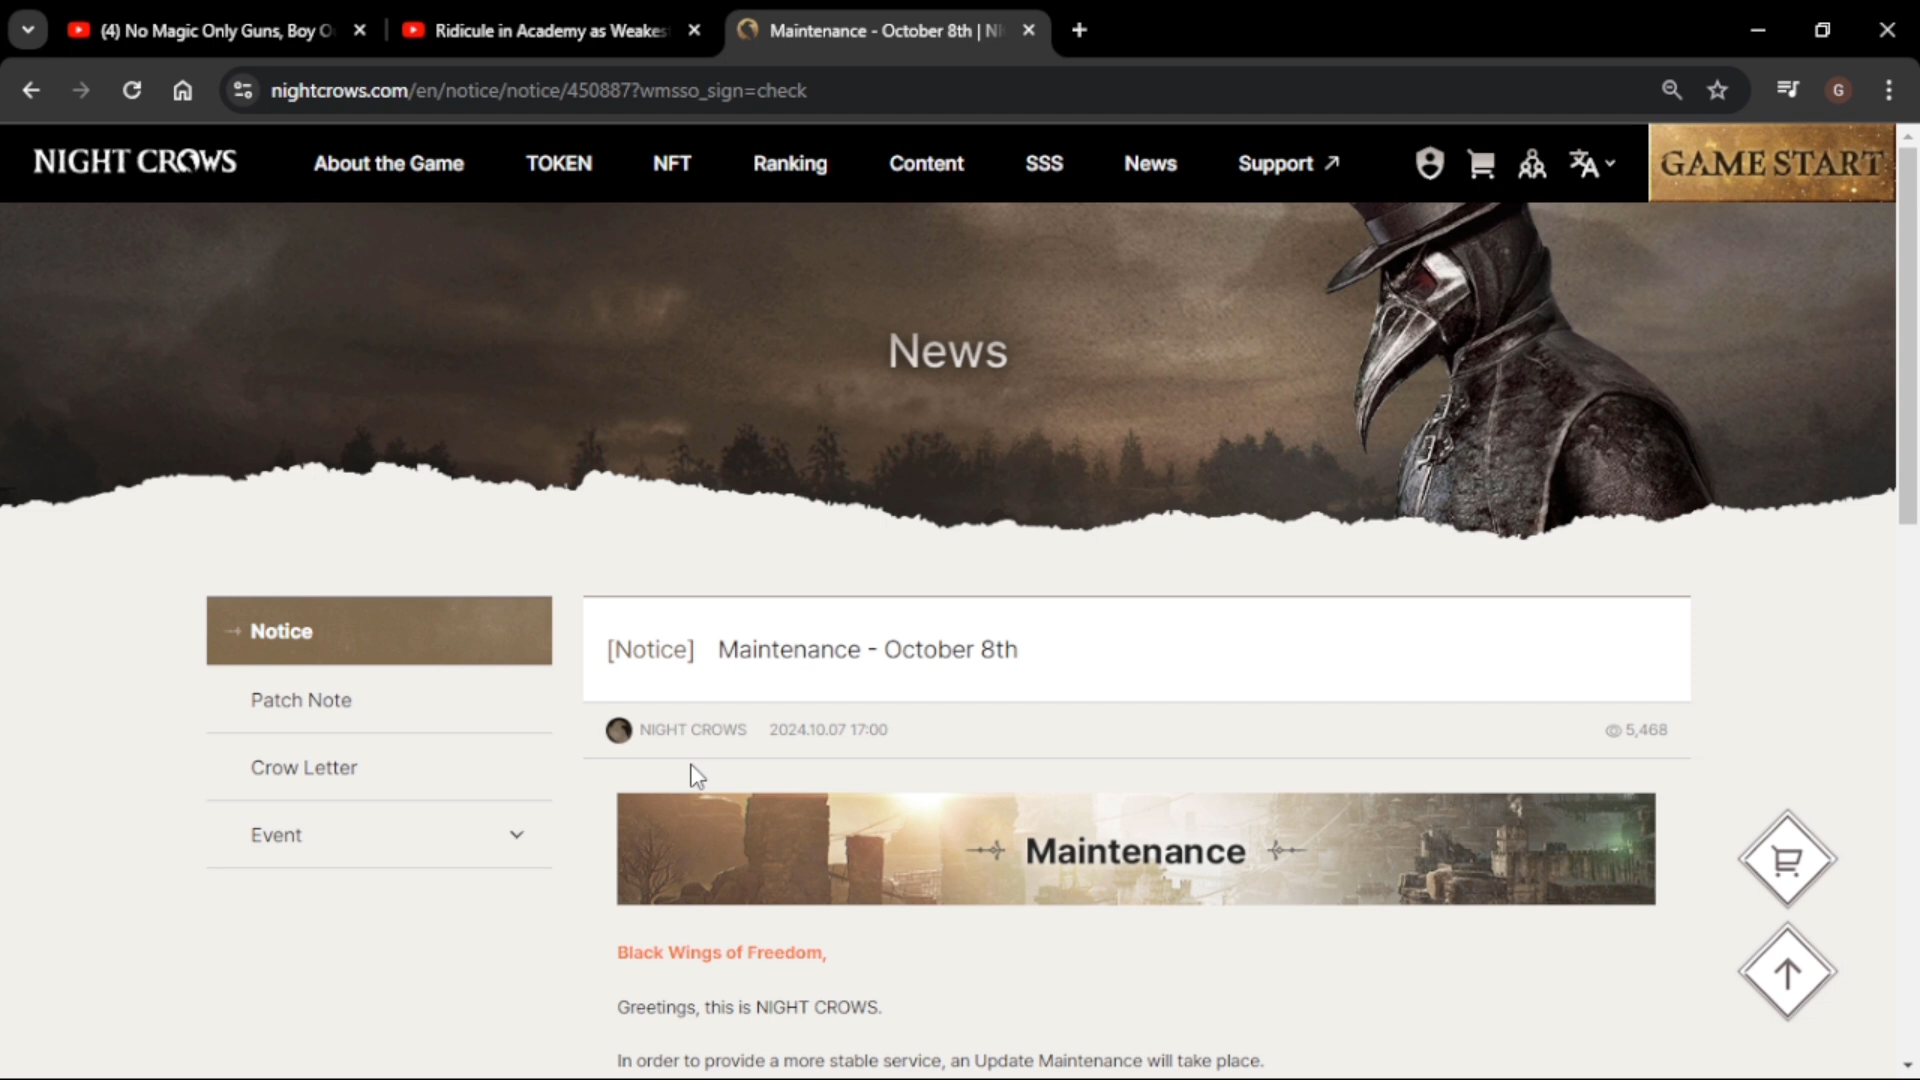 (4) No Magic Only Guns, Boy O
Ridicule in Academy as Weakes
Maintenance - October 8th | NI
nightcrows.com/en/notice/notice/450887?wmsso_sign=check
G
NIGHT CROWS
About the Game
TOKEN
NFT
Ranking
Content
SSS
News
Support
GAME START
News
Notice
Patch Note
Crow Letter
Event
[Notice] Maintenance - October 8th
NIGHT CROWS 2024.10.07 17:00 5,468
Maintenance
Black Wings of Freedom,
Greetings, this is NIGHT CROWS.
In order to provide a more stable service, an Update Maintenance will take place.